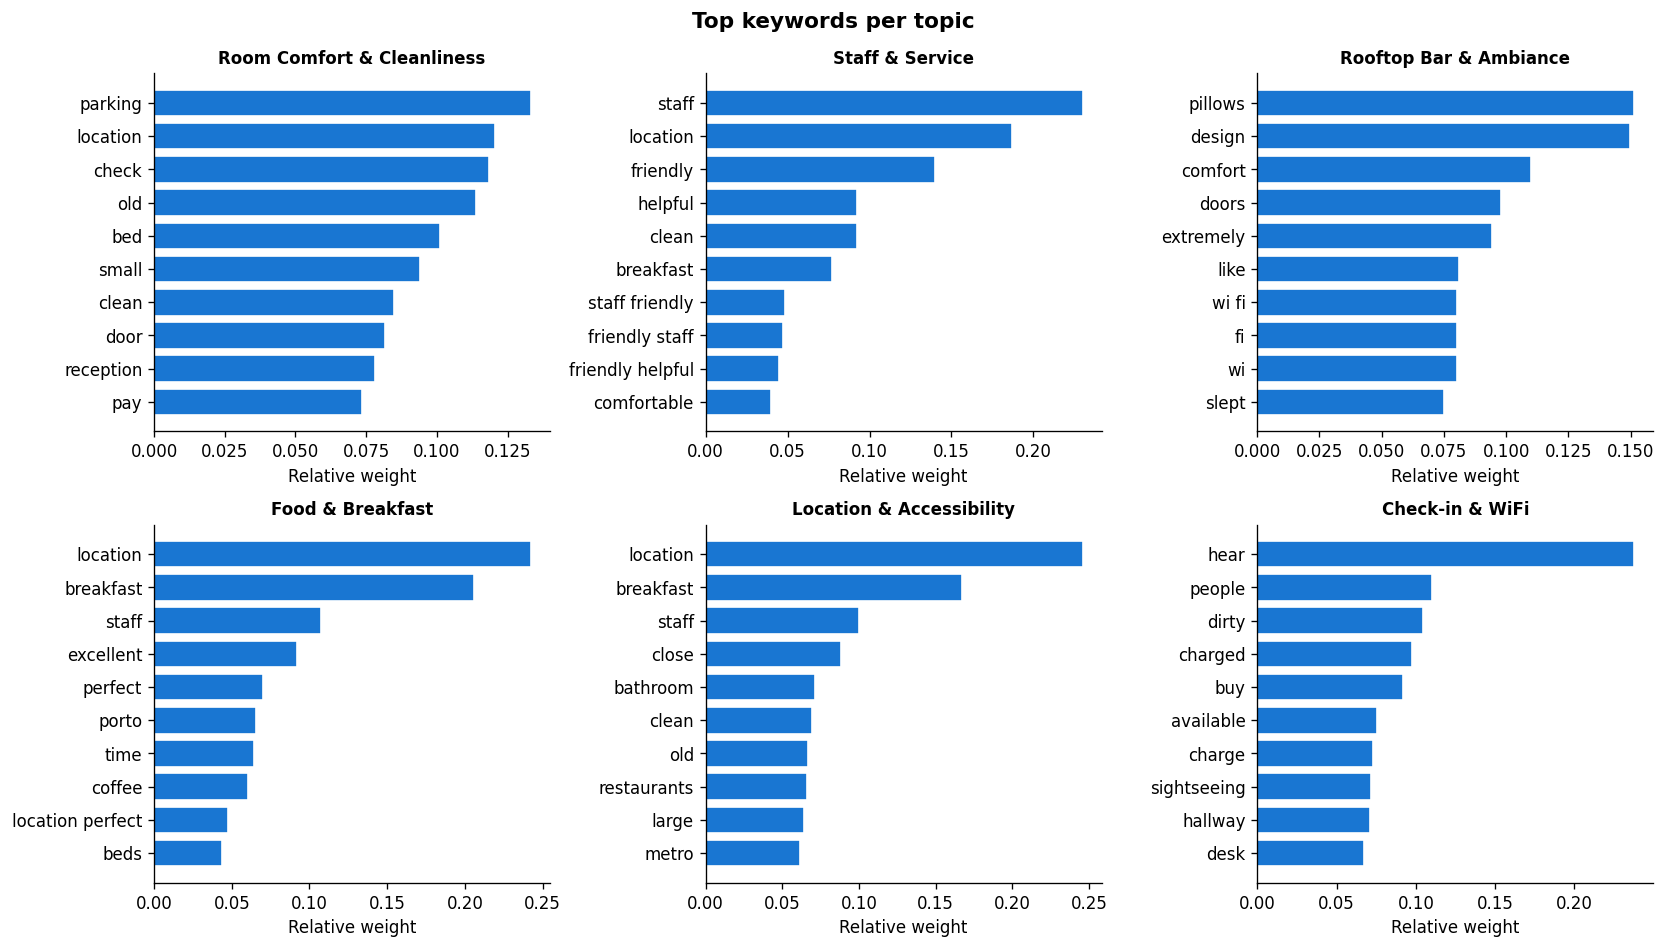 Top keywords per topic
Room Comfort & Cleanliness
parking
location
check
old
bed
small
clean
door
reception
pay
0.000 0.025 0.050 0.075 0.100 0.125
Relative weight
Staff & Service
staff
location
friendly
helpful
clean
breakfast
staff friendly
friendly staff
friendly helpful
comfortable
0.00 0.05 0.10 0.15 0.20
Relative weight
Rooftop Bar & Ambiance
pillows
design
comfort
doors
extremely
like
wi fi
fi
wi
slept
0.000 0.025 0.050 0.075 0.100 0.125 0.150
Relative weight
Food & Breakfast
location
breakfast
staff
excellent
perfect
porto
time
coffee
location perfect
beds
0.00 0.05 0.10 0.15 0.20 0.25
Relative weight
Location & Accessibility
location
breakfast
staff
close
bathroom
clean
old
restaurants
large
metro
0.00 0.05 0.10 0.15 0.20 0.25
Relative weight
Check-in & WiFi
hear
people
dirty
charged
buy
available
charge
sightseeing
hallway
desk
0.00 0.05 0.10 0.15 0.20
Relative weight